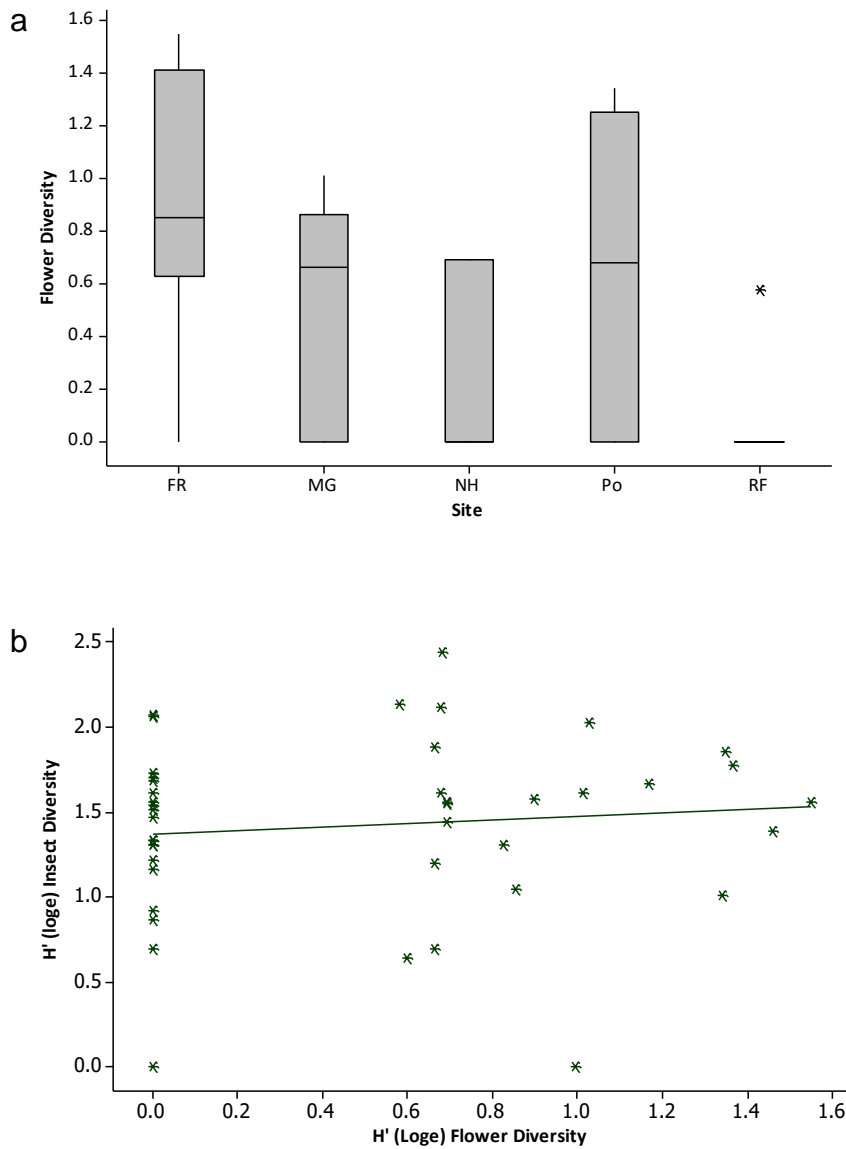 a
1.6
1.4
1.2
1.0
0.8
0.6
0.4
0.2
0.0
Flower Diversity
FR MG NH Po RF
Site
b
2.5
2.0
1.5
1.0
0.5
0.0
H' (loge) Insect Diversity
0.0 0.2 0.4 0.6 0.8 1.0 1.2 1.4 1.6
H' (Loge) Flower Diversity